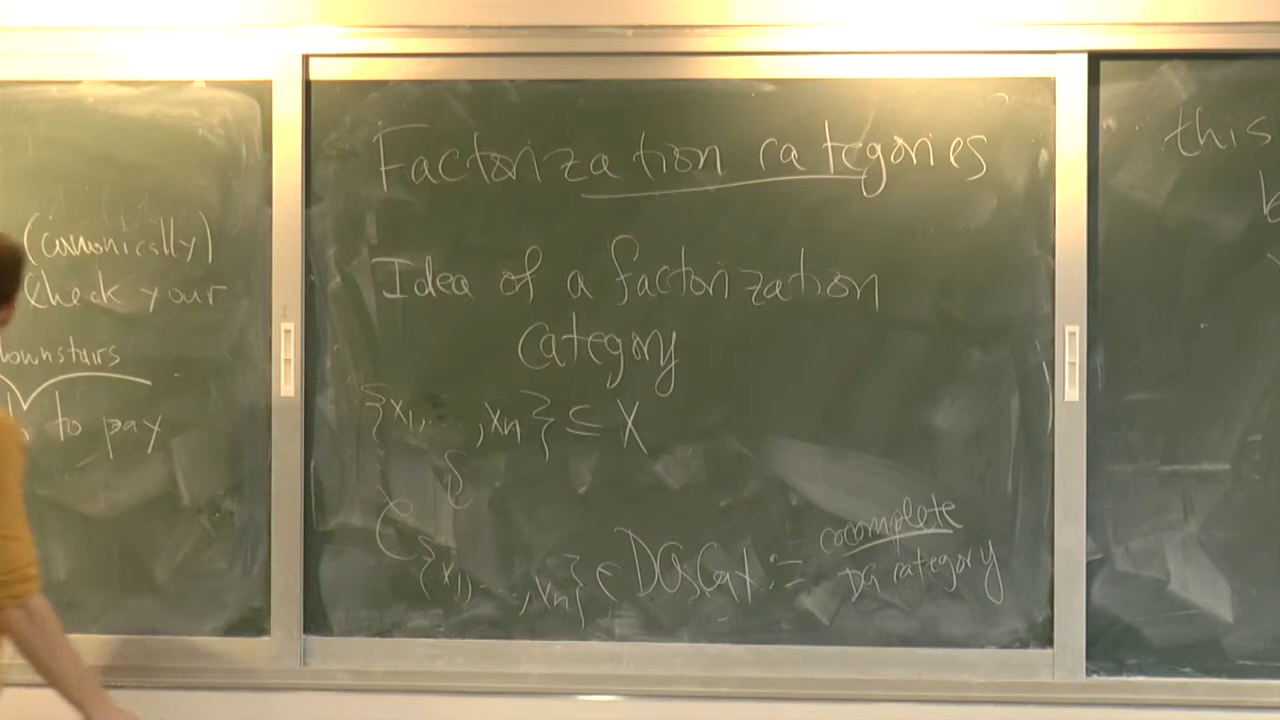 (canonically)
Check your
downstairs
to pay
Factorization categories
Idea of a factorization
category
{x₁, , xₙ} ⊆ X
C_{x₁, ..., xₙ} ∈ DGCat := cocomplete
DG category
this